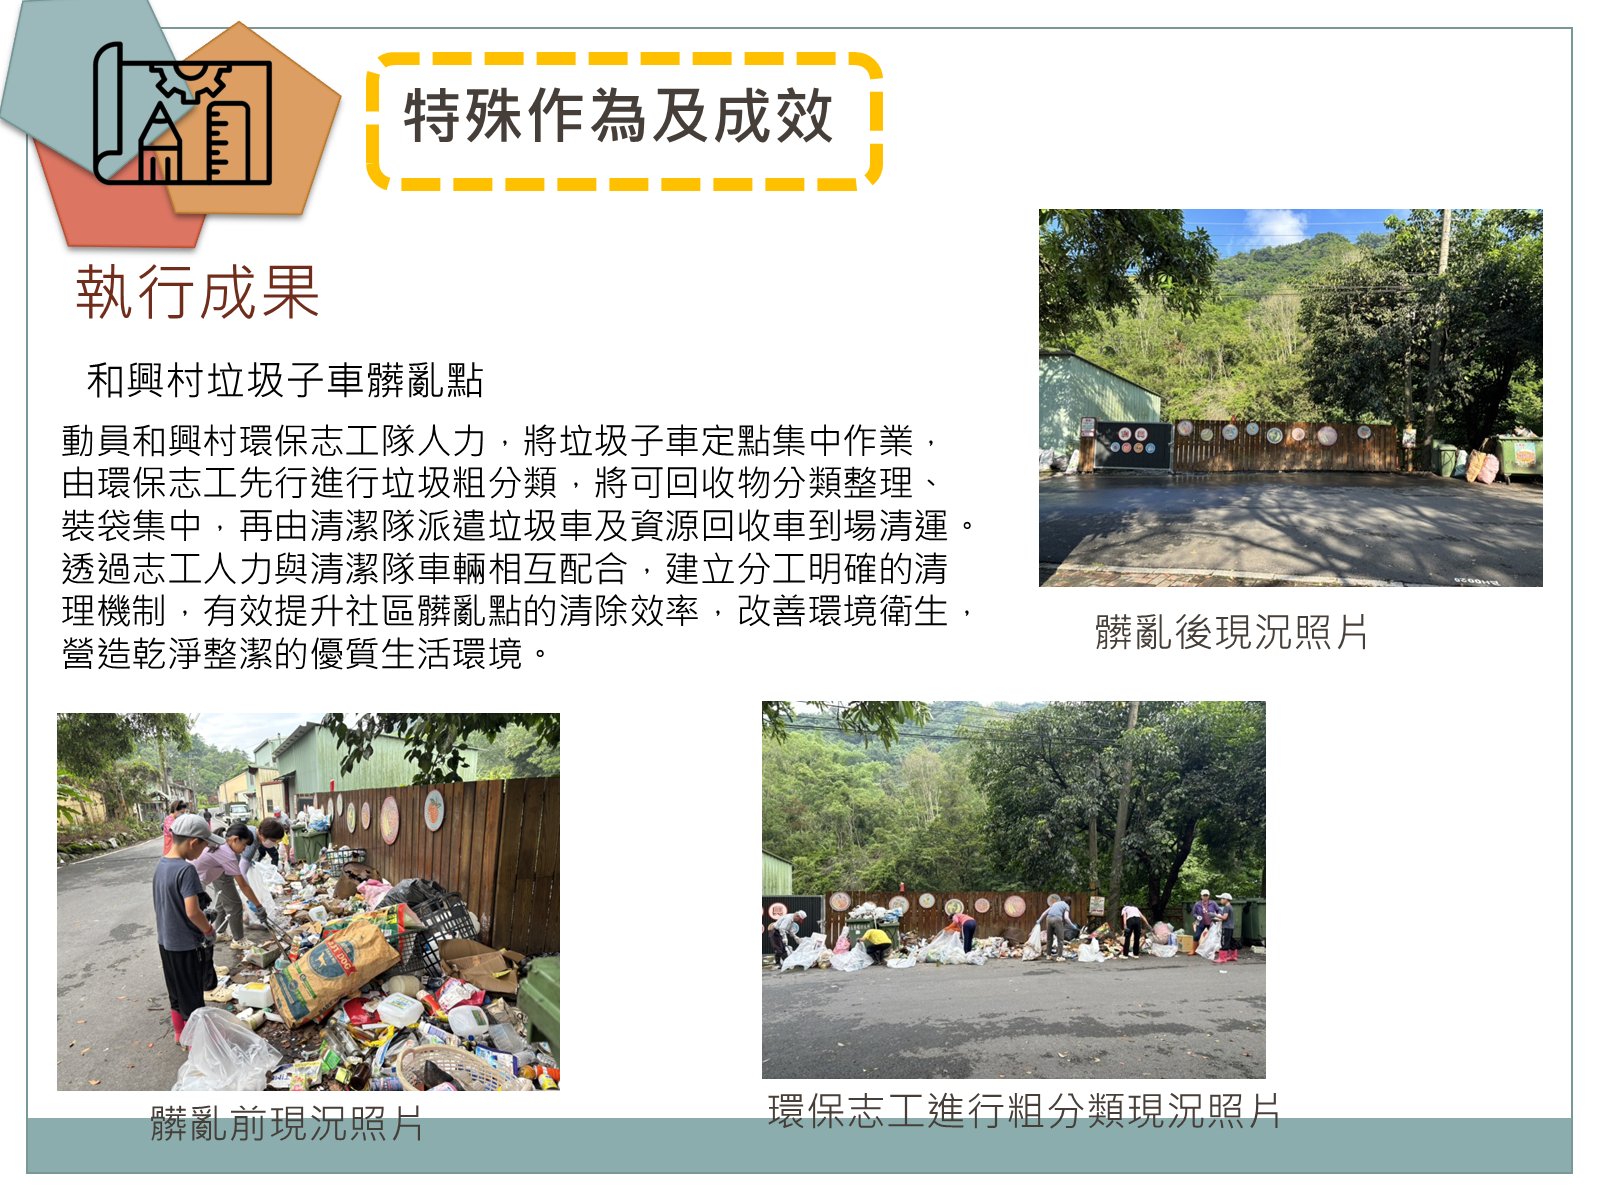 特殊作為及成效
執行成果
和興村垃圾子車髒亂點
動員和興村環保志工隊人力，將垃圾子車定點集中作業，
由環保志工先行進行垃圾粗分類，將可回收物分類整理、
裝袋集中，再由清潔隊派遣垃圾車及資源回收車到場清運。
透過志工人力與清潔隊車輛相互配合，建立分工明確的清
理機制，有效提升社區髒亂點的清除效率，改善環境衛生，
營造乾淨整潔的優質生活環境。
髒亂後現況照片
髒亂前現況照片
環保志工進行粗分類現況照片